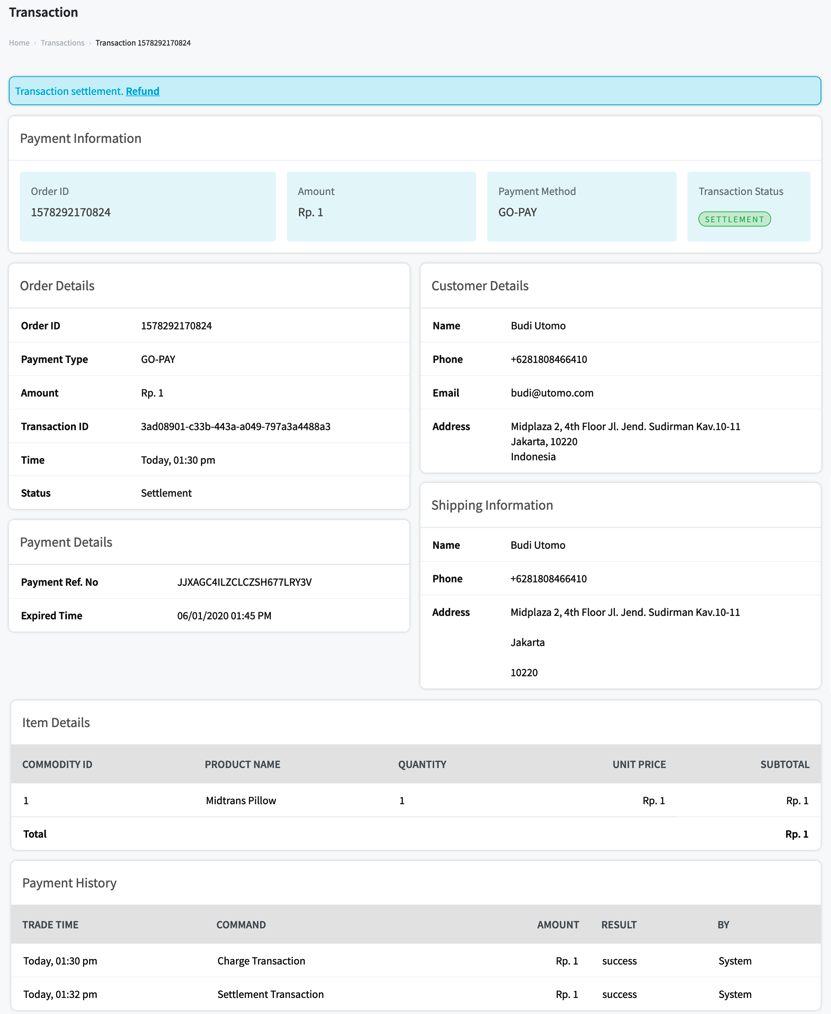 Transaction
Home › Transactions › Transaction 1578292170824
Transaction settlement. Refund
Payment Information
Order ID
1578292170824
Amount
Rp. 1
Payment Method
GO-PAY
Transaction Status
SETTLEMENT
Order Details
Order ID 1578292170824
Payment Type GO-PAY
Amount Rp. 1
Transaction ID 3ad08901-c33b-443a-a049-797a3a4488a3
Time Today, 01:30 pm
Status Settlement
Payment Details
Payment Ref. No JJXAGC4ILZCLCZSH677LRY3V
Expired Time 06/01/2020 01:45 PM
Customer Details
Name Budi Utomo
Phone +6281808466410
Email budi@utomo.com
Address Midplaza 2, 4th Floor Jl. Jend. Sudirman Kav.10-11
Jakarta, 10220
Indonesia
Shipping Information
Name Budi Utomo
Phone +6281808466410
Address Midplaza 2, 4th Floor Jl. Jend. Sudirman Kav.10-11
Jakarta
10220
Item Details
COMMODITY ID PRODUCT NAME QUANTITY UNIT PRICE SUBTOTAL
1 Midtrans Pillow 1 Rp. 1 Rp. 1
Total Rp. 1
Payment History
TRADE TIME COMMAND AMOUNT RESULT BY
Today, 01:30 pm Charge Transaction Rp. 1 success System
Today, 01:32 pm Settlement Transaction Rp. 1 success System